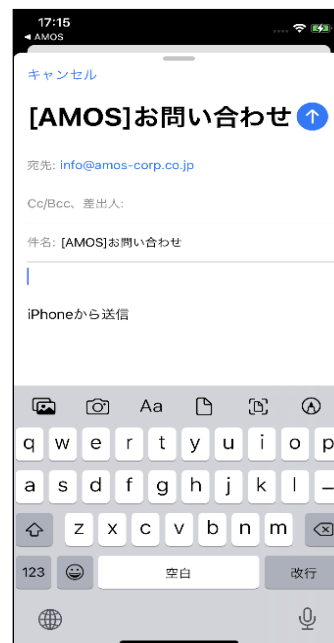 17:15
◀ AMOS
キャンセル
[AMOS]お問い合わせ
宛先: info@amos-corp.co.jp
Cc/Bcc、差出人:
件名: [AMOS]お問い合わせ
iPhoneから送信
Aa
q w e r t y u i o p
a s d f g h j k l _
z x c v b n m
123 空白 改行